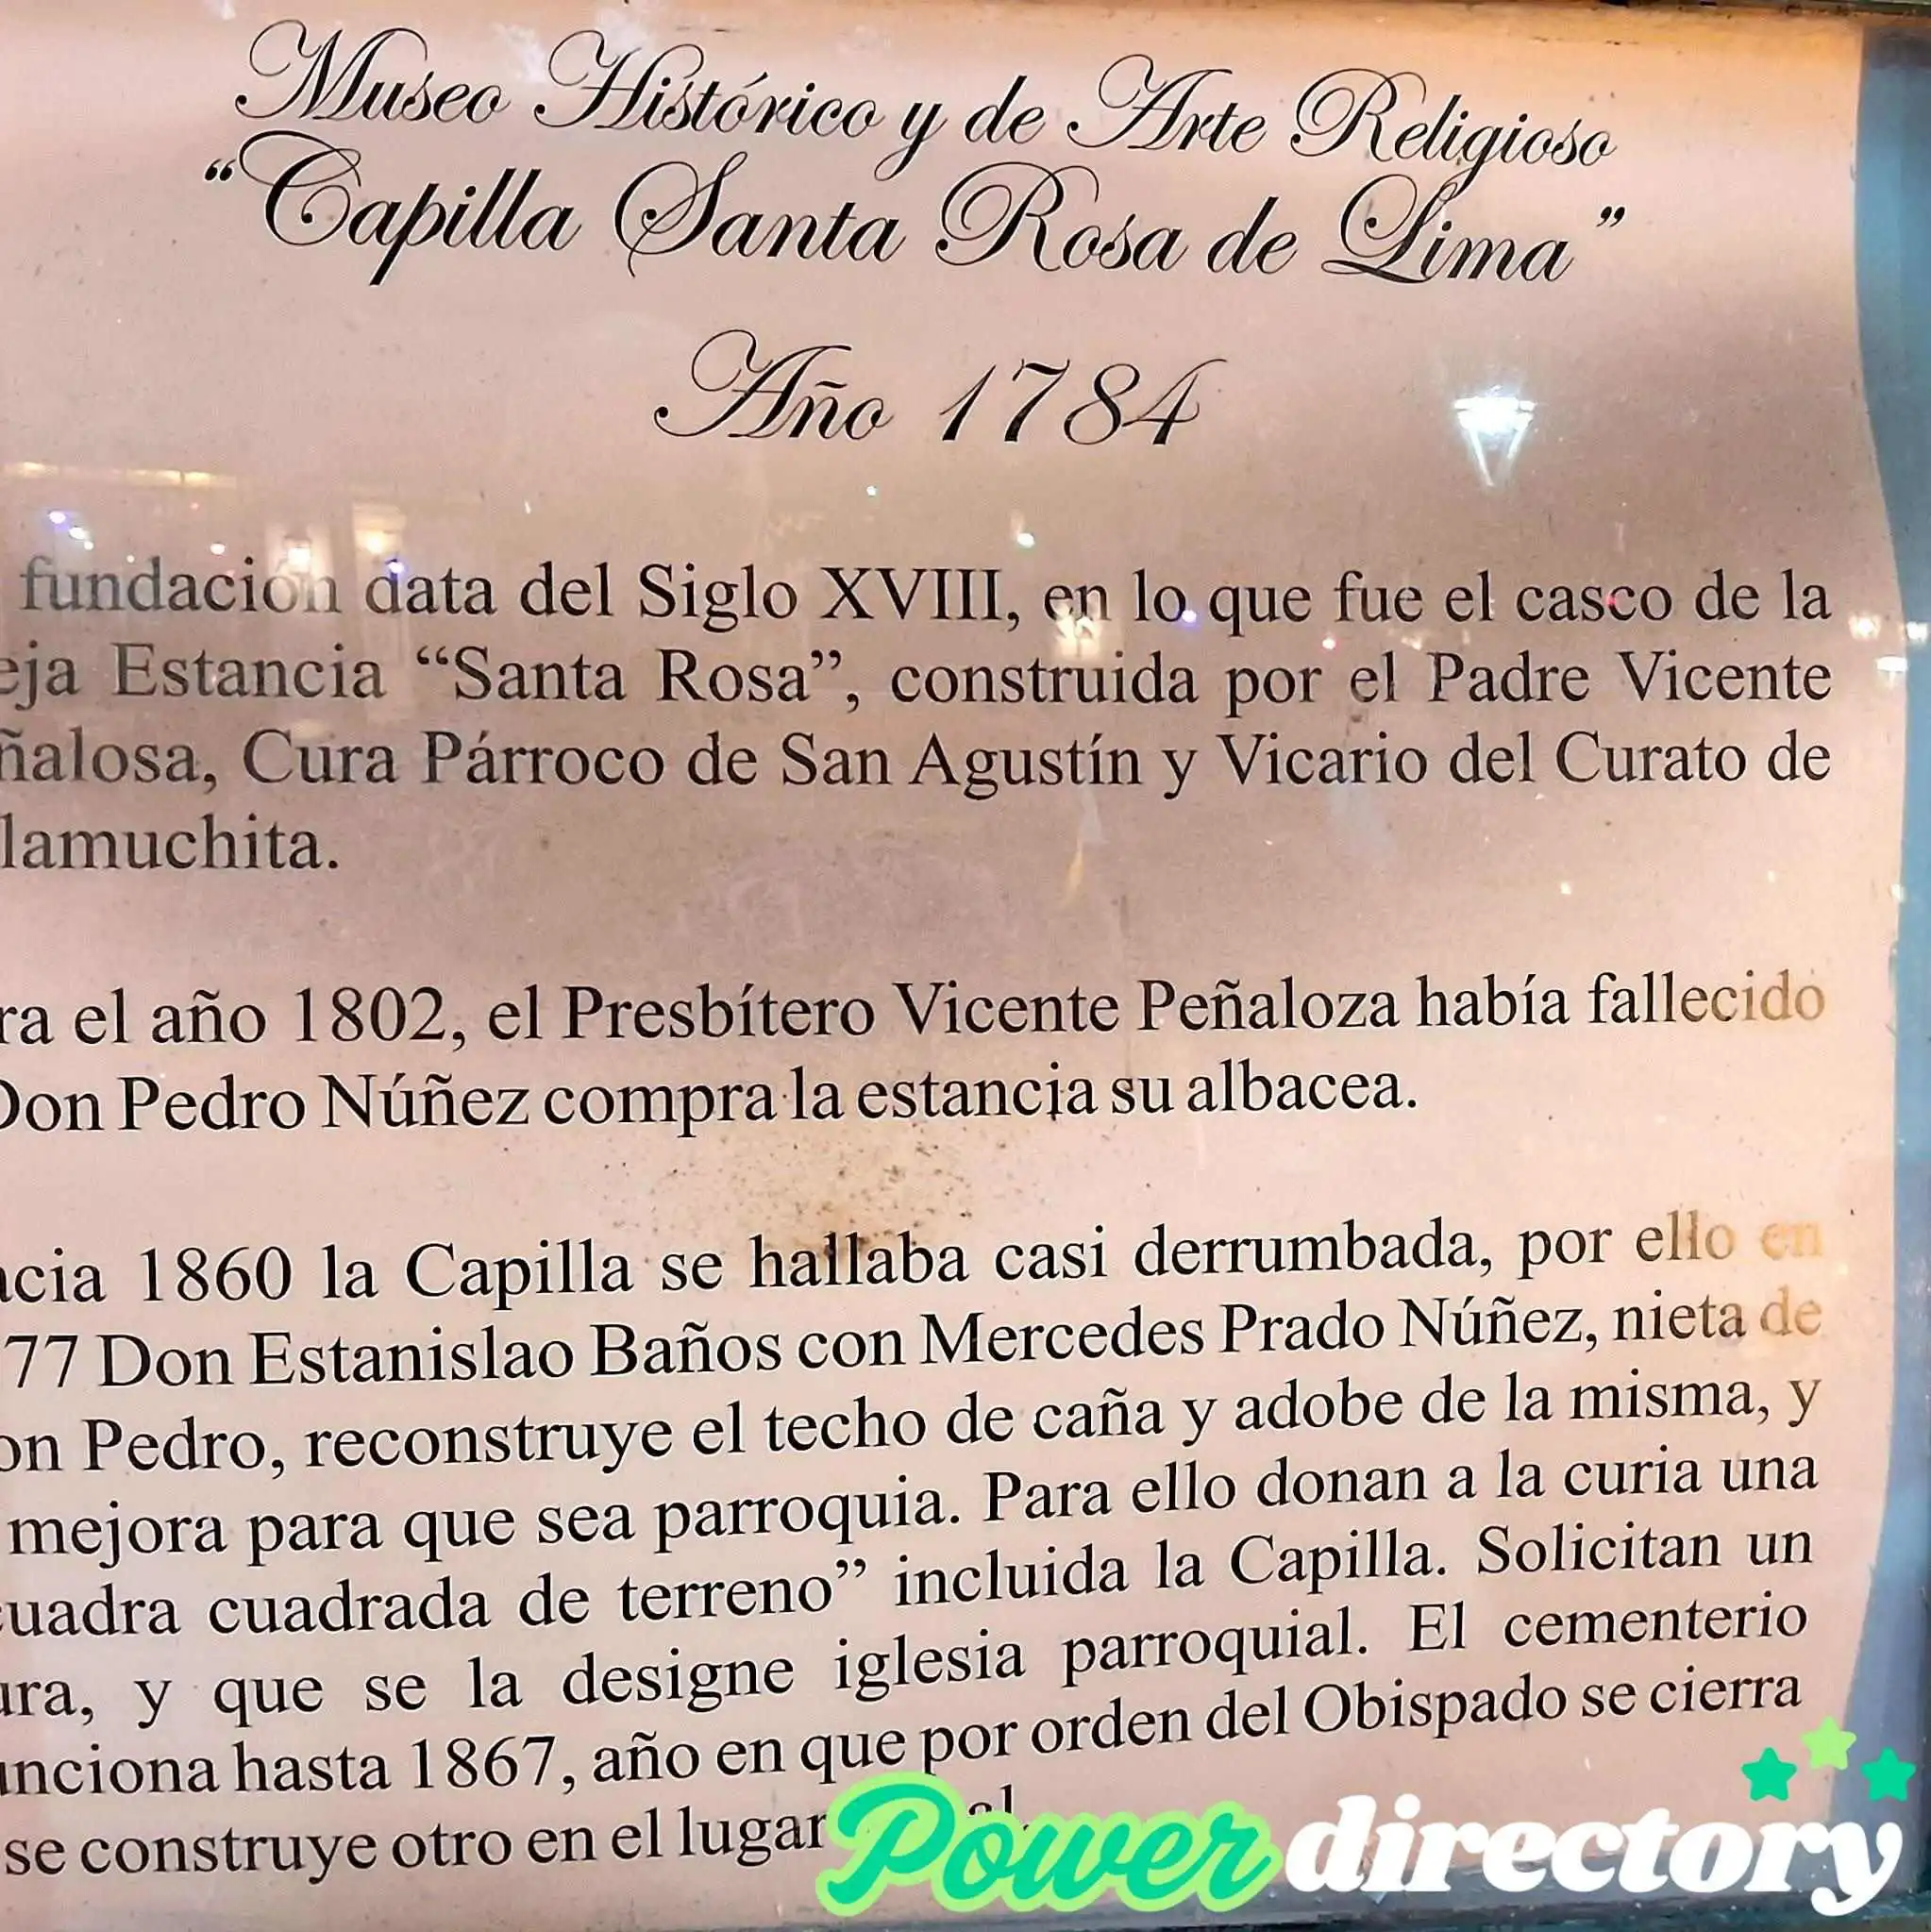 Museo Histórico y de Arte Religioso
“Capilla Santa Rosa de Lima”
Año 1784
fundación data del Siglo XVIII, en lo que fue el casco de la
eja Estancia “Santa Rosa”, construida por el Padre Vicente
ñalosa, Cura Párroco de San Agustín y Vicario del Curato de
lamuchita.
ra el año 1802, el Presbítero Vicente Peñaloza había fallecido
Don Pedro Núñez compra la estancia su albacea.
acia 1860 la Capilla se hallaba casi derrumbada, por ello en
77 Don Estanislao Baños con Mercedes Prado Núñez, nieta de
on Pedro, reconstruye el techo de caña y adobe de la misma, y
mejora para que sea parroquia. Para ello donan a la curia una
cuadra cuadrada de terreno” incluida la Capilla. Solicitan un
ura, y que se la designe iglesia parroquial. El cementerio
unciona hasta 1867, año en que por orden del Obispado se cierra
se construye otro en el lugar
Power directory